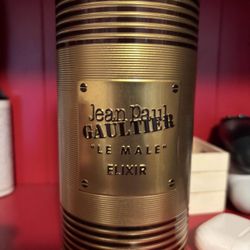 Jean Paul
GAULTIER
"LE MALE"
ELIXIR